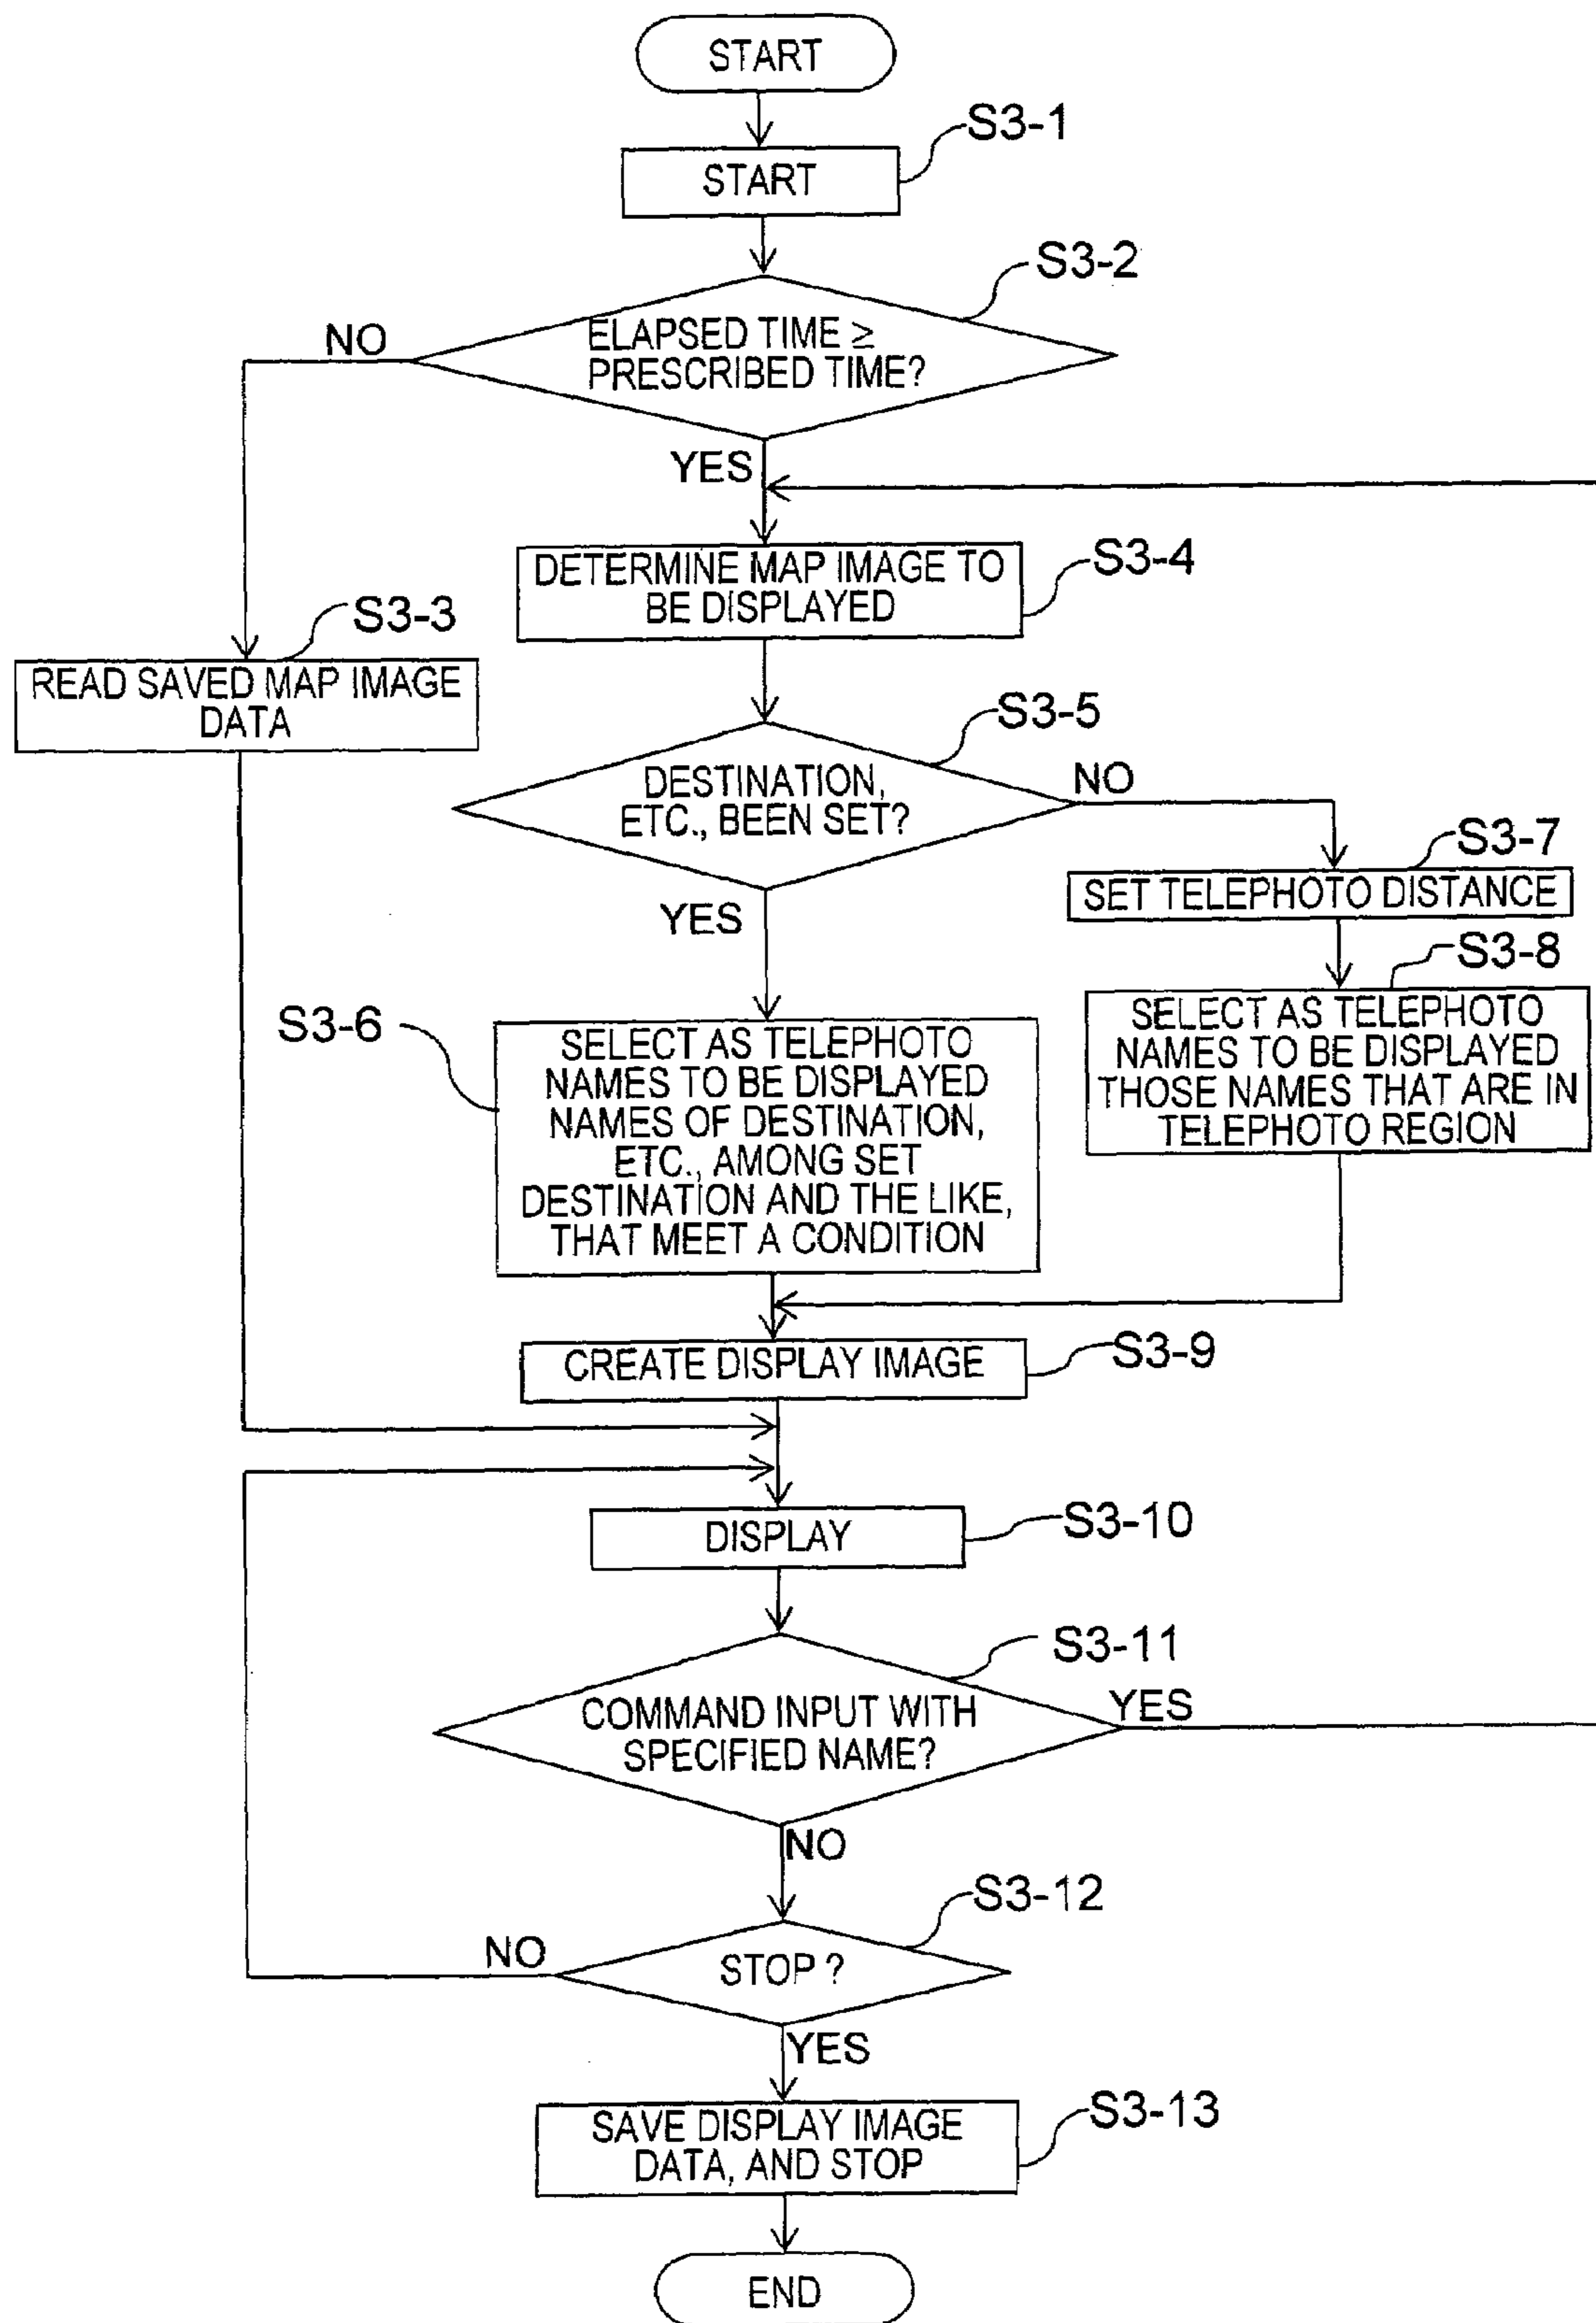 START
S3-1
START
S3-2
ELAPSED TIME ≥
PRESCRIBED TIME?
NO
YES
DETERMINE MAP IMAGE TO
BE DISPLAYED
S3-4
S3-3
READ SAVED MAP IMAGE
DATA
S3-5
DESTINATION,
ETC., BEEN SET?
NO
YES
S3-7
SET TELEPHOTO DISTANCE
S3-8
SELECT AS TELEPHOTO
NAMES TO BE DISPLAYED
THOSE NAMES THAT ARE IN
TELEPHOTO REGION
S3-6
SELECT AS TELEPHOTO
NAMES TO BE DISPLAYED
NAMES OF DESTINATION,
ETC., AMONG SET
DESTINATION AND THE LIKE,
THAT MEET A CONDITION
CREATE DISPLAY IMAGE
S3-9
DISPLAY
S3-10
S3-11
COMMAND INPUT WITH
SPECIFIED NAME?
YES
NO
S3-12
STOP ?
NO
YES
SAVE DISPLAY IMAGE
DATA, AND STOP
S3-13
END